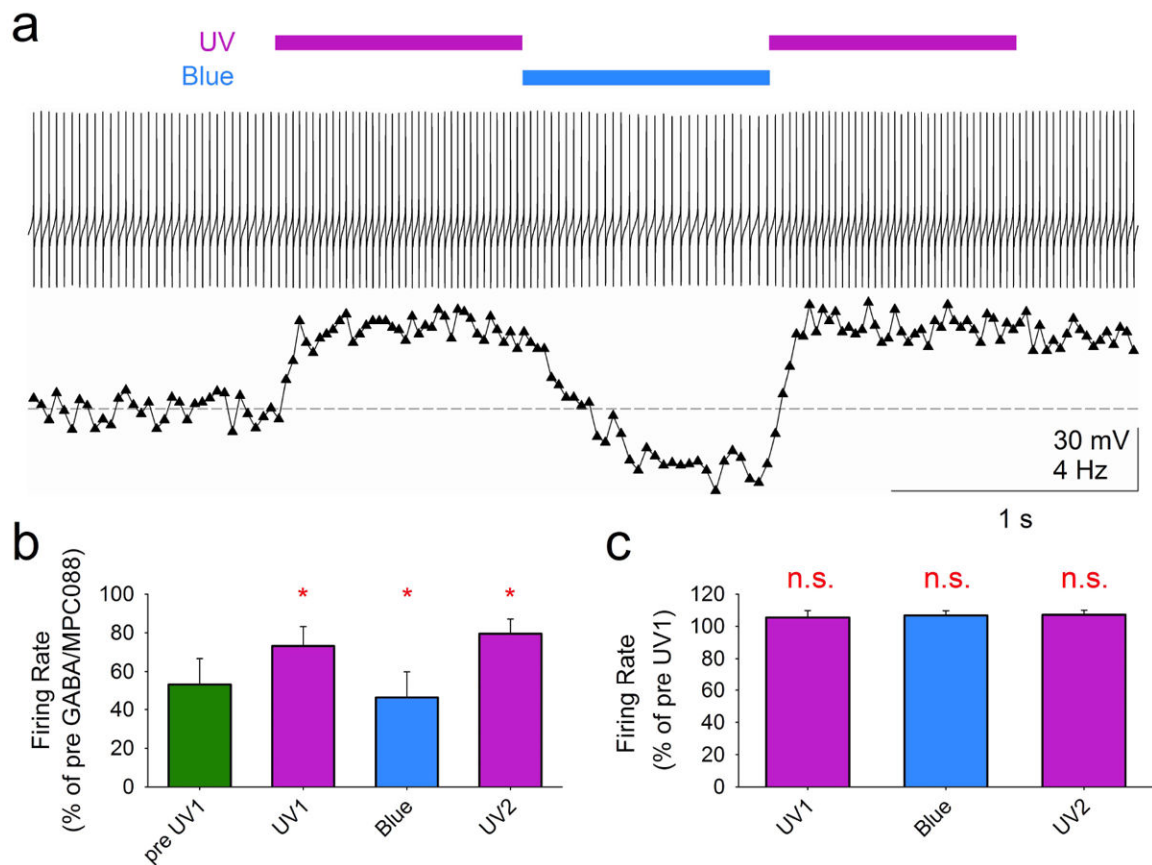 a
UV
Blue
30 mV
4 Hz
1 s
b
Firing Rate
(% of pre GABA/MPC088)
100
80
60
40
20
0
* * *
pre UV1
UV1
Blue
UV2
c
Firing Rate
(% of pre UV1)
120
100
80
60
40
20
0
n.s. n.s. n.s.
UV1
Blue
UV2